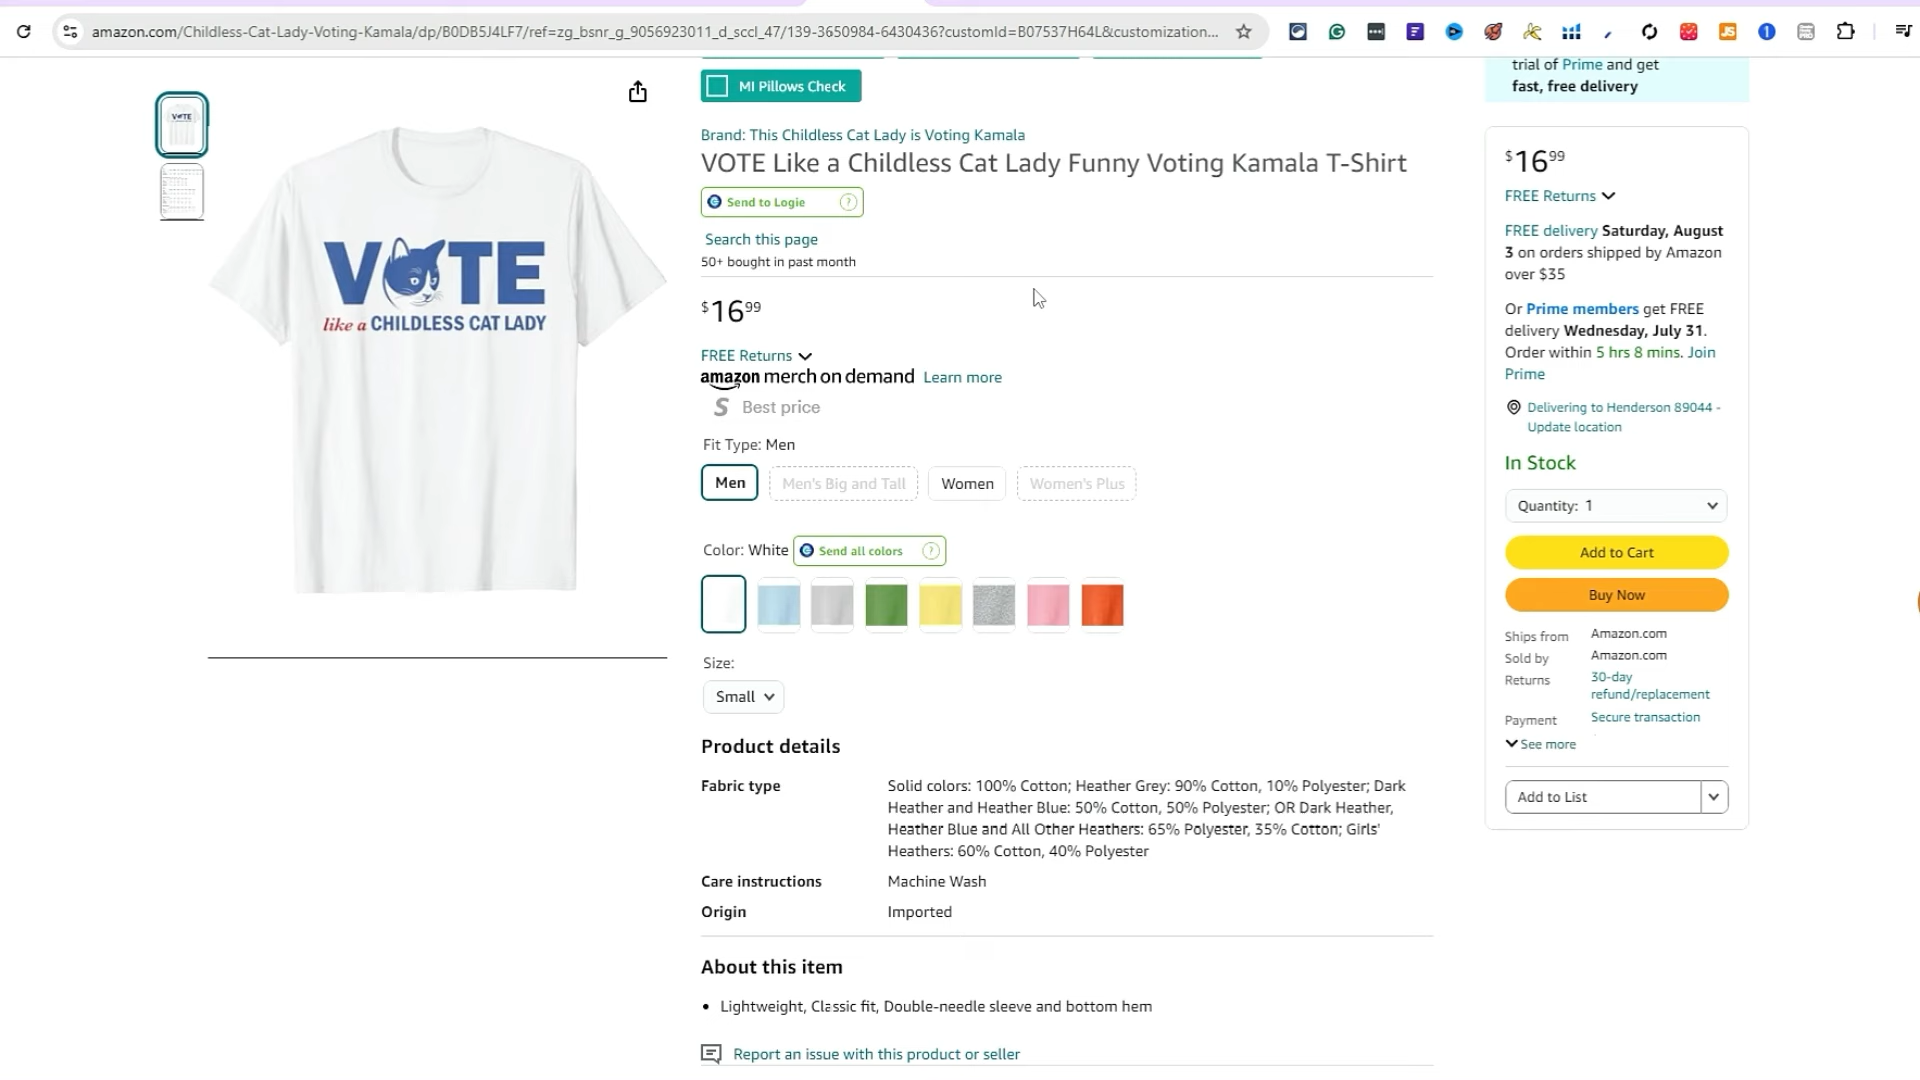 amazon.com/Childless-Cat-Lady-Voting-Kamala/dp/B0DB5J4LF7/ref=zg_bsnr_g_9056923011_d_sccl_47/139-3650984-6430436?customId=B07537H64L&customization...
MI Pillows Check
Brand: This Childless Cat Lady is Voting Kamala
VOTE Like a Childless Cat Lady Funny Voting Kamala T-Shirt
Send to Logie ?
Search this page
50+ bought in past month
$16 99
FREE Returns
amazon merch on demand Learn more
S Best price
Fit Type: Men
Men Men's Big and Tall Women Women's Plus
Color: White Send all colors ?
Size:
Small
Product details
Fabric type
Solid colors: 100% Cotton; Heather Grey: 90% Cotton, 10% Polyester; Dark
Heather and Heather Blue: 50% Cotton, 50% Polyester; OR Dark Heather,
Heather Blue and All Other Heathers: 65% Polyester, 35% Cotton; Girls'
Heathers: 60% Cotton, 40% Polyester
Care instructions Machine Wash
Origin Imported
About this item
• Lightweight, Classic fit, Double-needle sleeve and bottom hem
Report an issue with this product or seller
VOTE
VOTE
like a CHILDLESS CAT LADY
trial of Prime and get
fast, free delivery
$16 99
FREE Returns
FREE delivery Saturday, August
3 on orders shipped by Amazon
over $35
Or Prime members get FREE
delivery Wednesday, July 31.
Order within 5 hrs 8 mins. Join
Prime
Delivering to Henderson 89044 -
Update location
In Stock
Quantity: 1
Add to Cart
Buy Now
Ships from Amazon.com
Sold by Amazon.com
Returns 30-day
refund/replacement
Payment Secure transaction
See more
Add to List